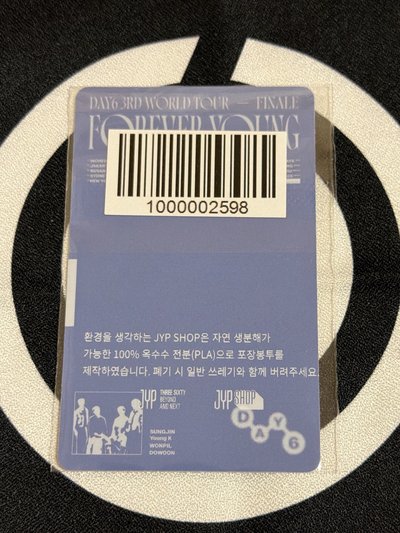 DAY6 3RD WORLD TOUR — FINALE
FOREVER YOUNG
1000002598
환경을 생각하는 JYP SHOP은 자연 생분해가
가능한 100% 옥수수 전분(PLA)으로 포장봉투를
제작하였습니다. 폐기 시 일반 쓰레기와 함께 버려주세요.
JYP THREE SIXTY
BEYOND
AND NEXT
JYP SHOP
DAY6
SUNGJIN
Young K
WONPIL
DOWOON